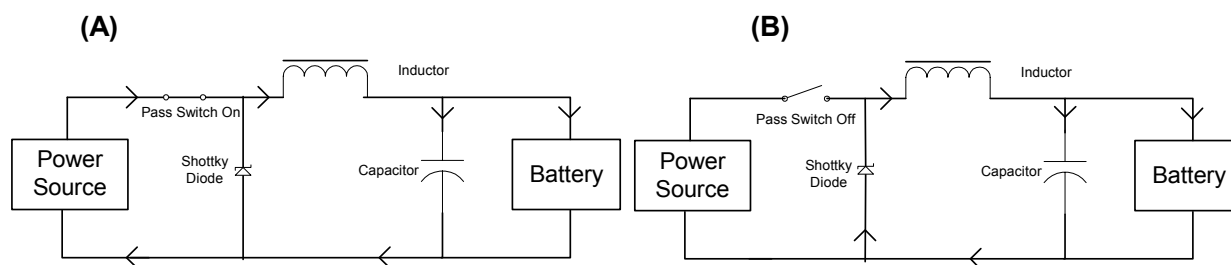 (A)
Inductor
Pass Switch On
Power
Source
Shottky
Diode
Capacitor
Battery
(B)
Inductor
Pass Switch Off
Power
Source
Shottky
Diode
Capacitor
Battery